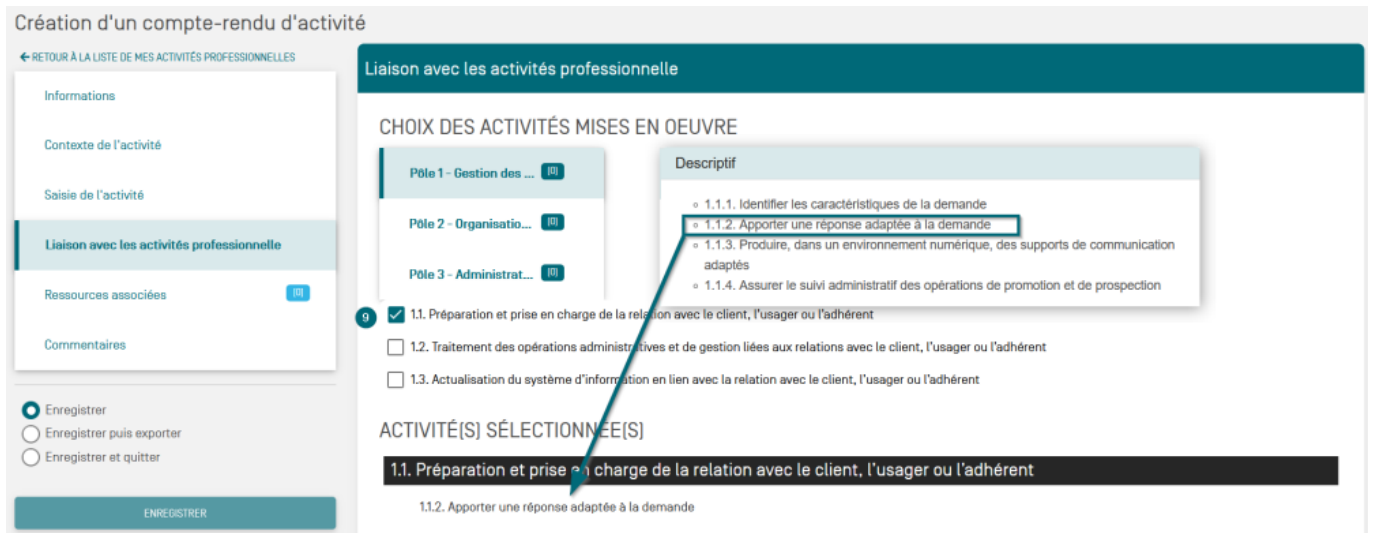 Création d'un compte-rendu d'activité
← RETOUR À LA LISTE DE MES ACTIVITÉS PROFESSIONNELLES
Informations
Contexte de l'activité
Saisie de l'activité
Liaison avec les activités professionnelle
Ressources associées (0)
Commentaires
Enregistrer
Enregistrer puis exporter
Enregistrer et quitter
ENREGISTRER
Liaison avec les activités professionnelle
CHOIX DES ACTIVITÉS MISES EN OEUVRE
Pôle 1 - Gestion des ... (0)
Pôle 2 - Organisatio... (0)
Pôle 3 - Administrat... (0)
Descriptif
1.1.1. Identifier les caractéristiques de la demande
1.1.2. Apporter une réponse adaptée à la demande
1.1.3. Produire, dans un environnement numérique, des supports de communication
adaptés
1.1.4. Assurer le suivi administratif des opérations de promotion et de prospection
9 1.1. Préparation et prise en charge de la relation avec le client, l'usager ou l'adhérent
1.2. Traitement des opérations administratives et de gestion liées aux relations avec le client, l'usager ou l'adhérent
1.3. Actualisation du système d'information en lien avec la relation avec le client, l'usager ou l'adhérent
ACTIVITÉ(S) SÉLECTIONNÉE(S)
1.1. Préparation et prise en charge de la relation avec le client, l'usager ou l'adhérent
1.1.2. Apporter une réponse adaptée à la demande